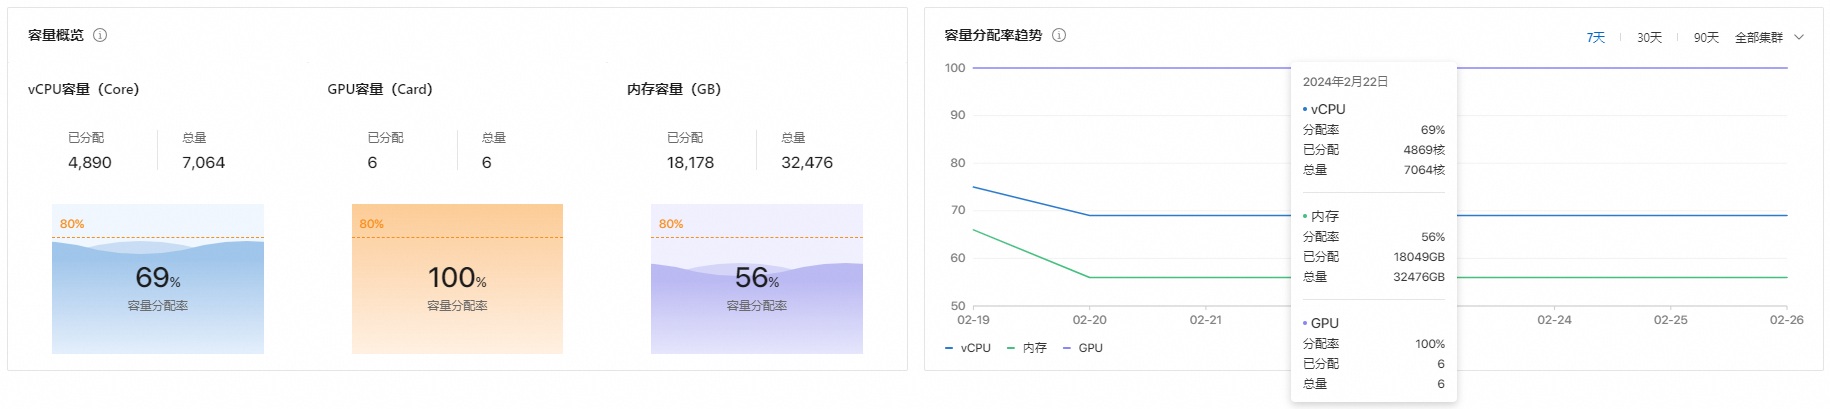 容量概览
vCPU容量（Core）
已分配
4,890
总量
7,064
80%
69%
容量分配率
GPU容量（Card）
已分配
6
总量
6
80%
100%
容量分配率
内存容量（GB）
已分配
18,178
总量
32,476
80%
56%
容量分配率
容量分配率趋势
7天 30天 90天 全部集群
100
90
80
70
60
50
02-19 02-20 02-21 02-24 02-25 02-26
vCPU 内存 GPU
2024年2月22日
vCPU
分配率 69%
已分配 4869核
总量 7064核
内存
分配率 56%
已分配 18049GB
总量 32476GB
GPU
分配率 100%
已分配 6
总量 6